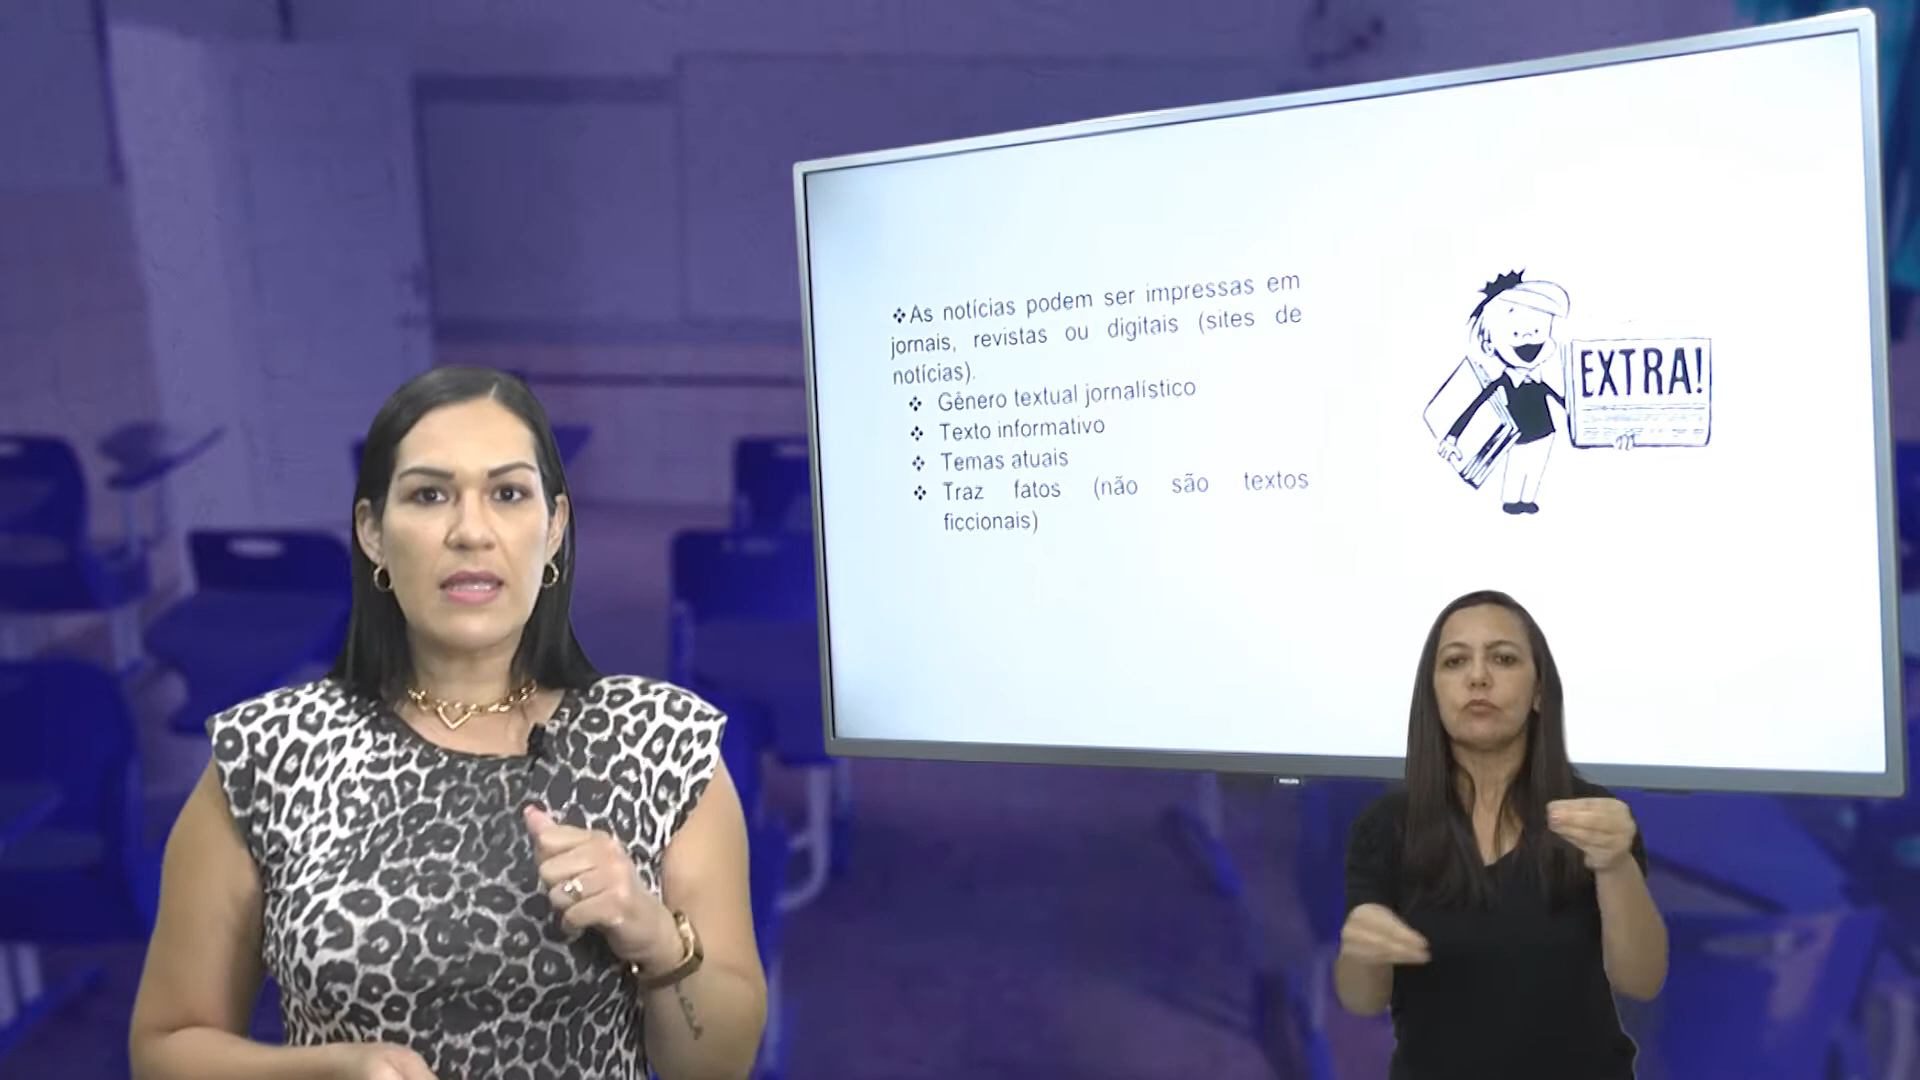 ❖As notícias podem ser impressas em
jornais, revistas ou digitais (sites de
notícias).
❖ Gênero textual jornalístico
❖ Texto informativo
❖ Temas atuais
❖ Traz fatos (não são textos
ficcionais)
EXTRA!